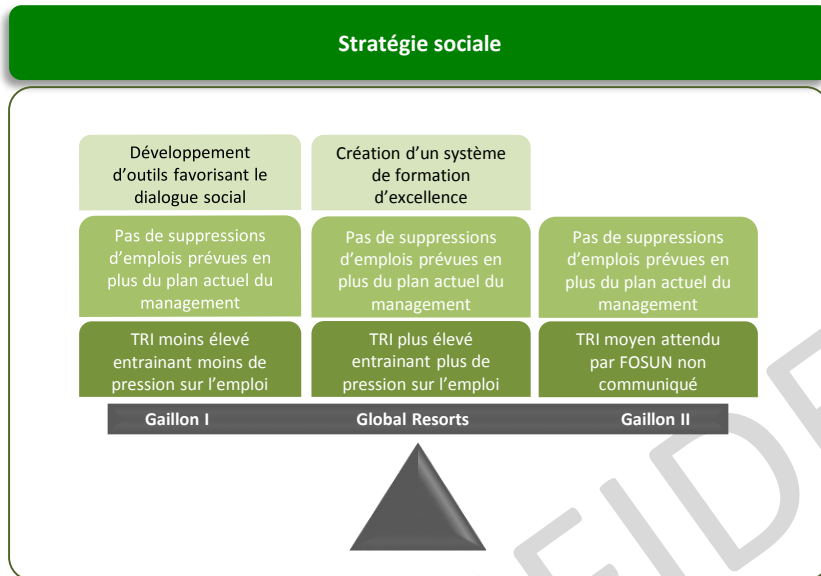 Stratégie sociale
Développement
d'outils favorisant le
dialogue social
Création d'un système
de formation
d'excellence
Pas de suppressions
d'emplois prévues en
plus du plan actuel du
management
Pas de suppressions
d'emplois prévues en
plus du plan actuel du
management
Pas de suppressions
d'emplois prévues en
plus du plan actuel du
management
TRI moins élevé
entrainant moins de
pression sur l'emploi
TRI plus élevé
entrainant plus de
pression sur l'emploi
TRI moyen attendu
par FOSUN non
communiqué
Gaillon I
Global Resorts
Gaillon II